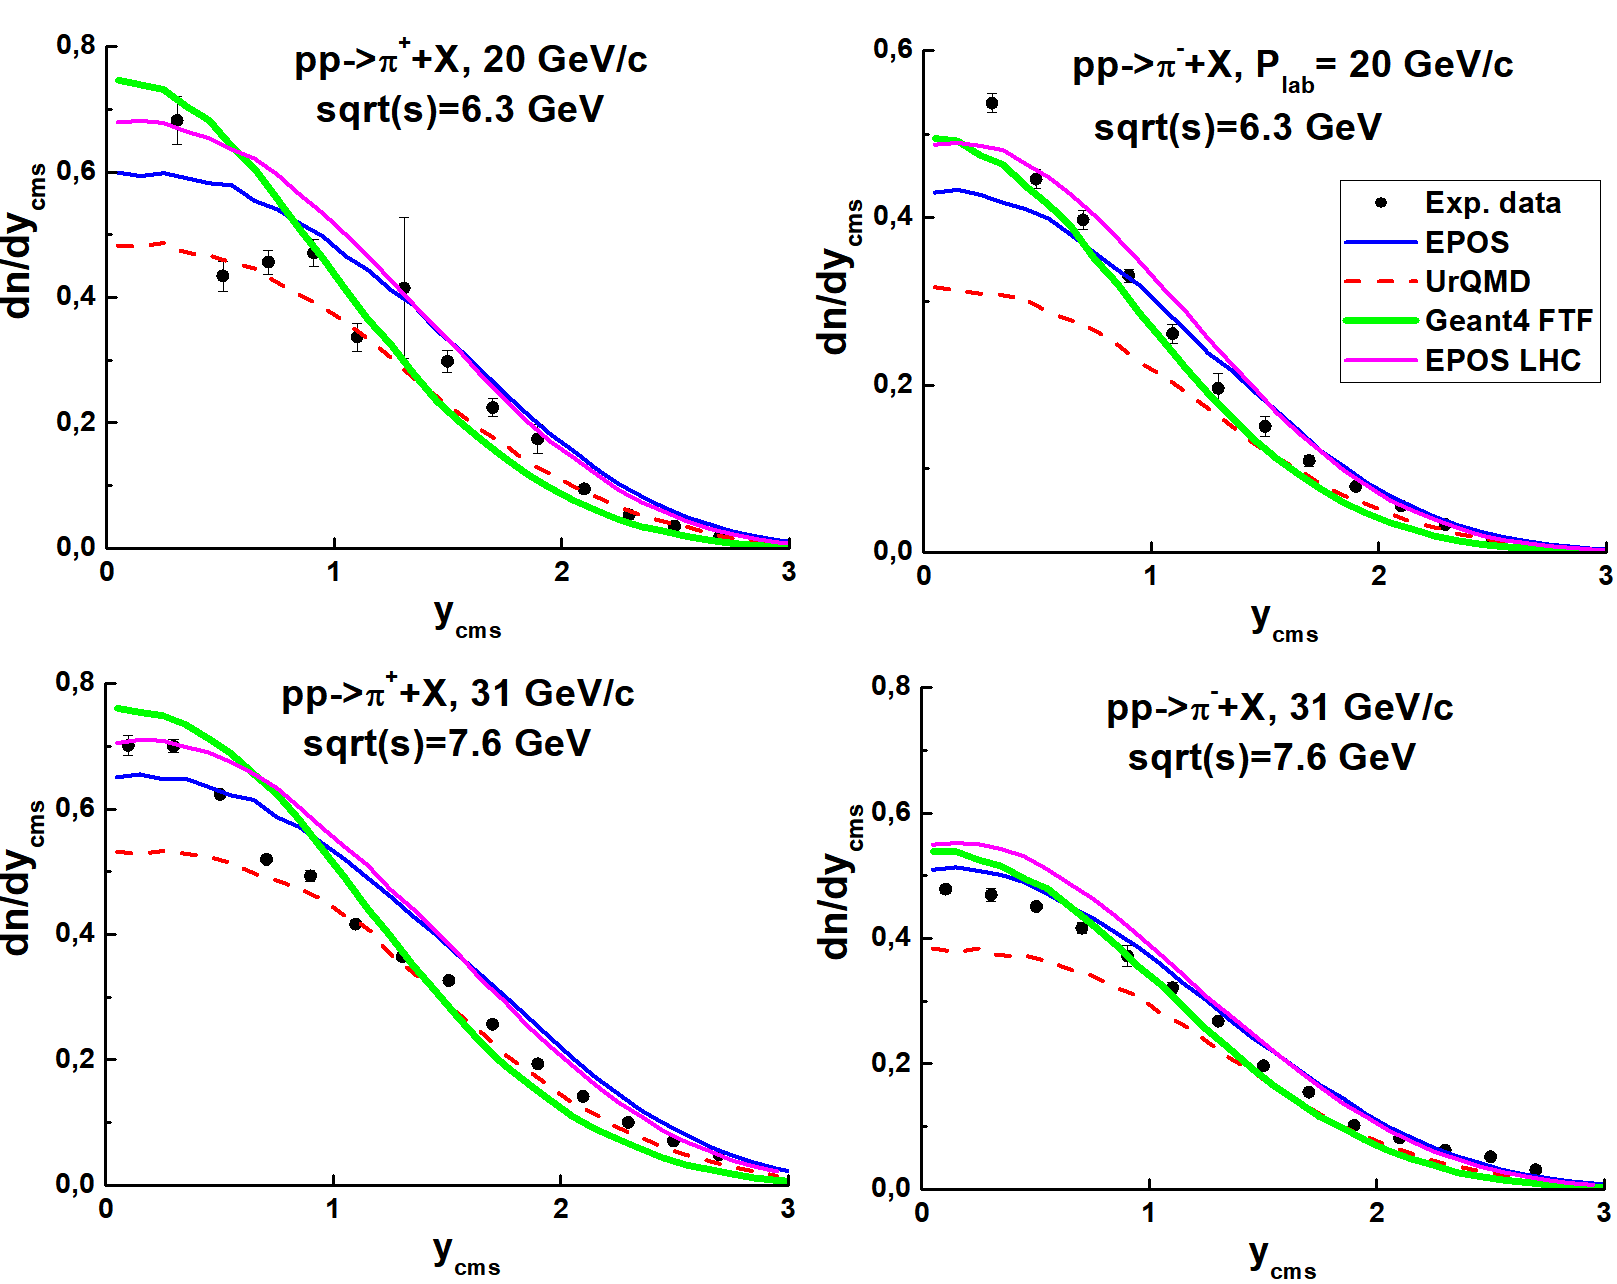 pp->π⁺+X, 20 GeV/c
sqrt(s)=6.3 GeV
0,8
0,6
0,4
0,2
0,0
0 1 2 3
dn/dy_cms
y_cms
pp->π⁻+X, P_lab= 20 GeV/c
sqrt(s)=6.3 GeV
0,6
0,4
0,2
0,0
0 1 2 3
dn/dy_cms
y_cms
Exp. data
EPOS
UrQMD
Geant4 FTF
EPOS LHC
pp->π⁺+X, 31 GeV/c
sqrt(s)=7.6 GeV
0,8
0,6
0,4
0,2
0,0
0 1 2 3
dn/dy_cms
y_cms
pp->π⁻+X, 31 GeV/c
sqrt(s)=7.6 GeV
0,8
0,6
0,4
0,2
0,0
0 1 2 3
dn/dy_cms
y_cms